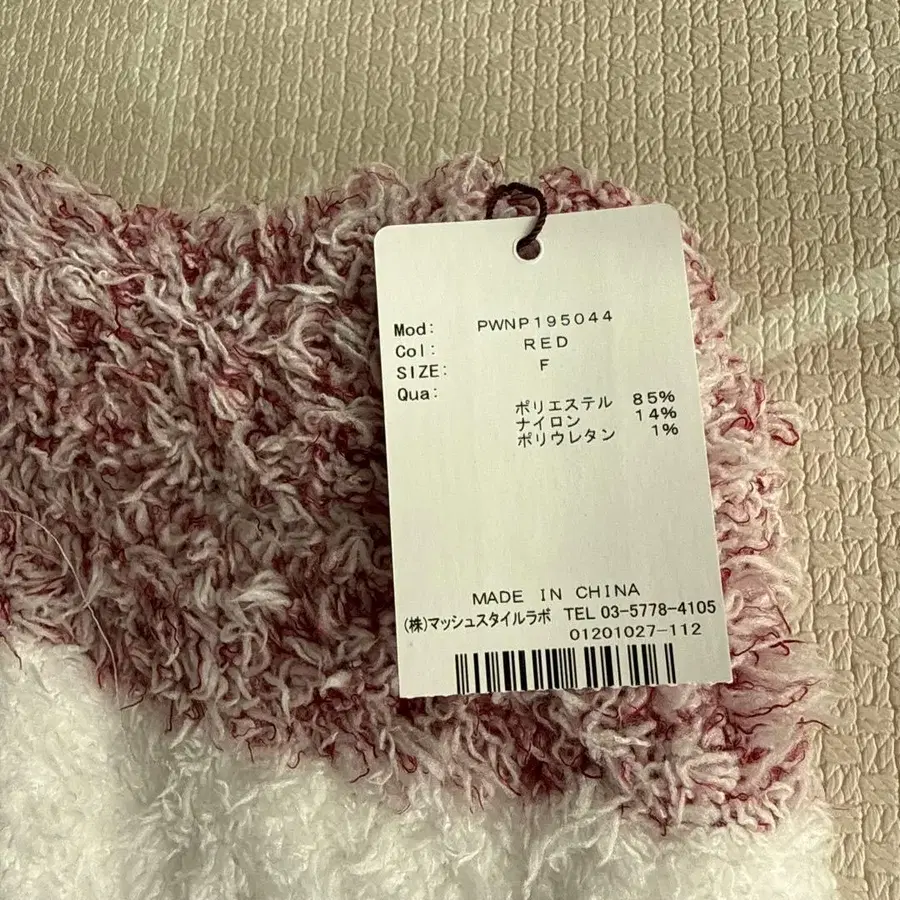 Mod: PWNP195044
Col: RED
SIZE: F
Qua:
ポリエステル 85%
ナイロン 14%
ポリウレタン 1%
MADE IN CHINA
(株)マッシュスタイルラボ TEL 03-5778-4105
01201027-112